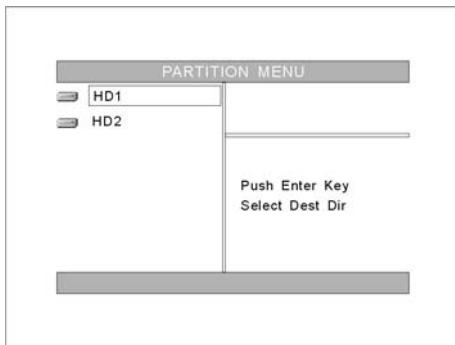 PARTITION MENU
HD1
HD2
Push Enter Key
Select Dest Dir